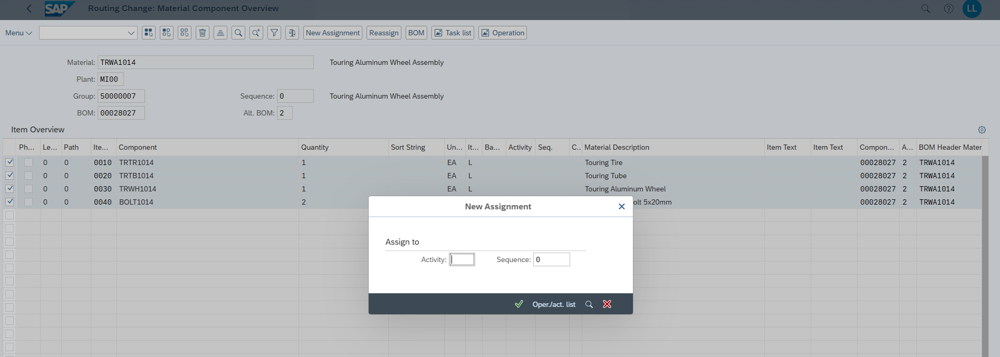 SAP Routing Change: Material Component Overview LL
Menu New Assignment Reassign BOM Task list Operation
Material: TRWA1014 Touring Aluminum Wheel Assembly
Plant: MI00
Group: 50000007 Sequence: 0 Touring Aluminum Wheel Assembly
BOM: 00028027 Alt. BOM: 2
Item Overview
Ph... Le... Path Ite... Component Quantity Sort String Un... It... Ba... Activity Seq. C.. Material Description Item Text Item Text Compon... A... BOM Header Mater
0 0 0010 TRTR1014 1 EA L Touring Tire 00028027 2 TRWA1014
0 0 0020 TRTB1014 1 EA L Touring Tube 00028027 2 TRWA1014
0 0 0030 TRWH1014 1 EA L Touring Aluminum Wheel 00028027 2 TRWA1014
0 0 0040 BOLT1014 2 olt 5x20mm 00028027 2 TRWA1014
New Assignment
Assign to
Activity: Sequence: 0
Oper./act. list